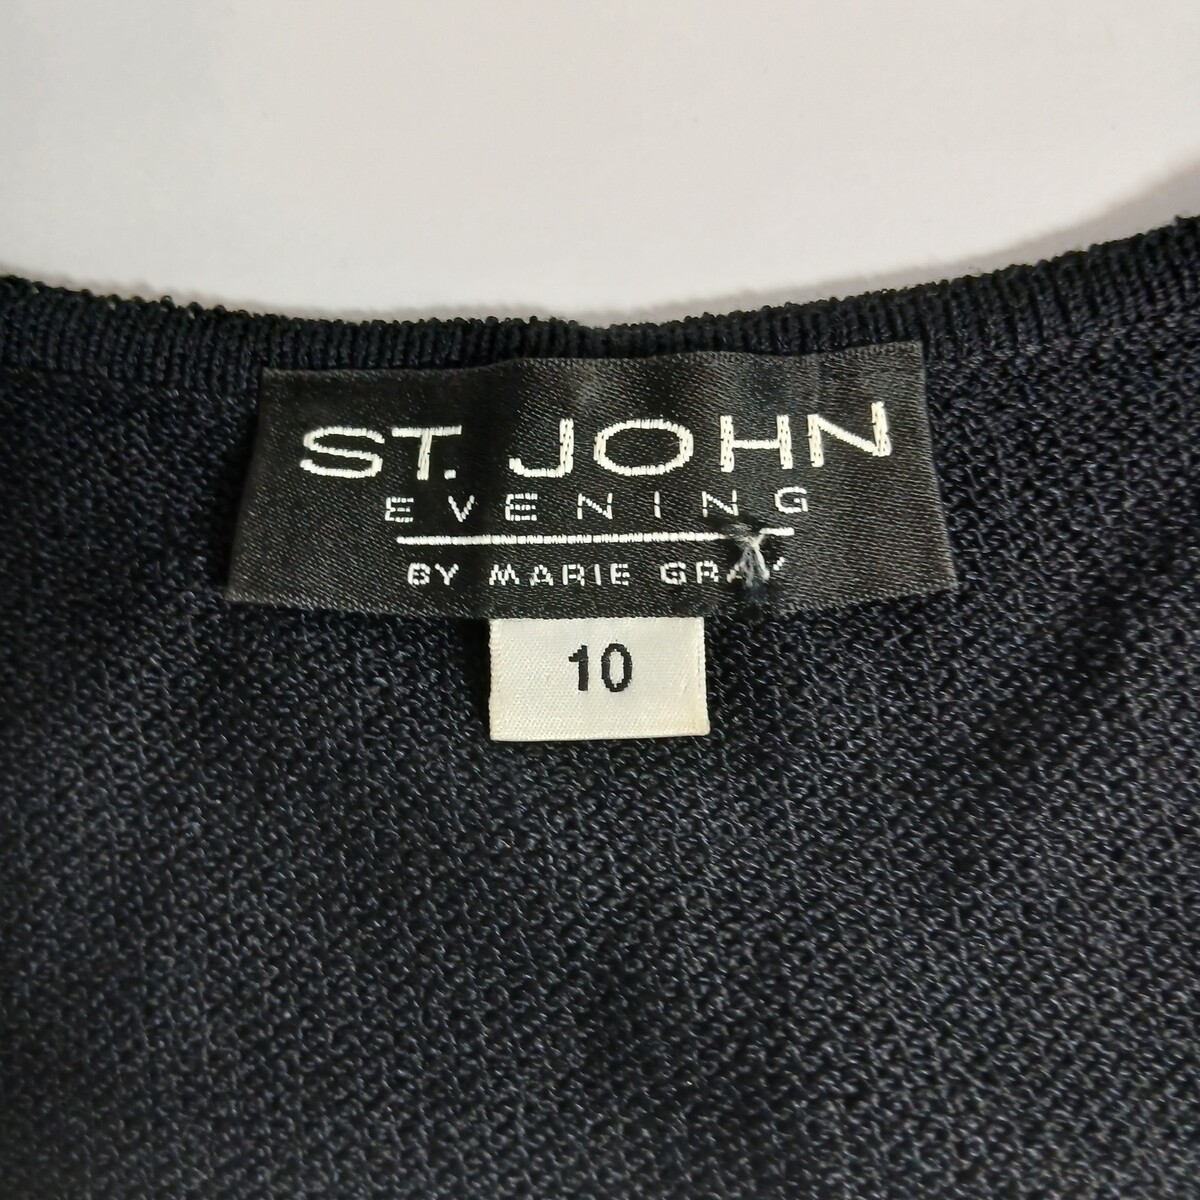 ST. JOHN
EVENING
BY MARIE GRAY
10